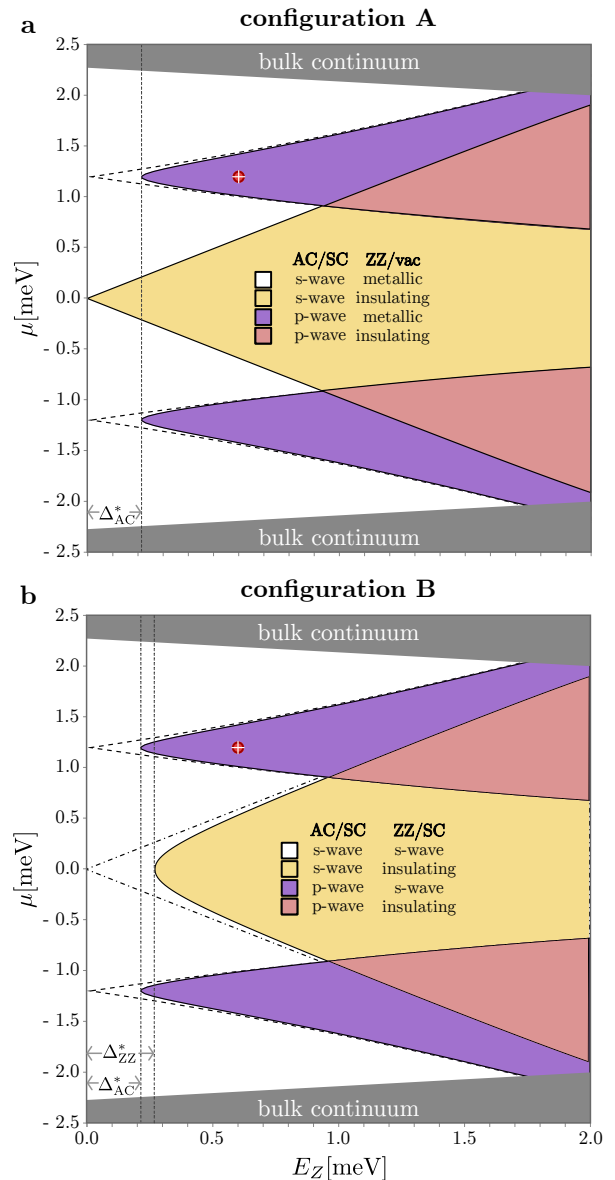 configuration A
a
bulk continuum
2.5
2.0
1.5
1.0
0.5
0.0
- 0.5
- 1.0
- 1.5
- 2.0
- 2.5
μ[meV]
AC/SC ZZ/vac
s-wave metallic
s-wave insulating
p-wave metallic
p-wave insulating
Δ*AC
bulk continuum
configuration B
b
bulk continuum
2.5
2.0
1.5
1.0
0.5
0.0
- 0.5
- 1.0
- 1.5
- 2.0
- 2.5
μ[meV]
AC/SC ZZ/SC
s-wave s-wave
s-wave insulating
p-wave s-wave
p-wave insulating
Δ*ZZ
Δ*AC
bulk continuum
0.0 0.5 1.0 1.5 2.0
EZ[meV]